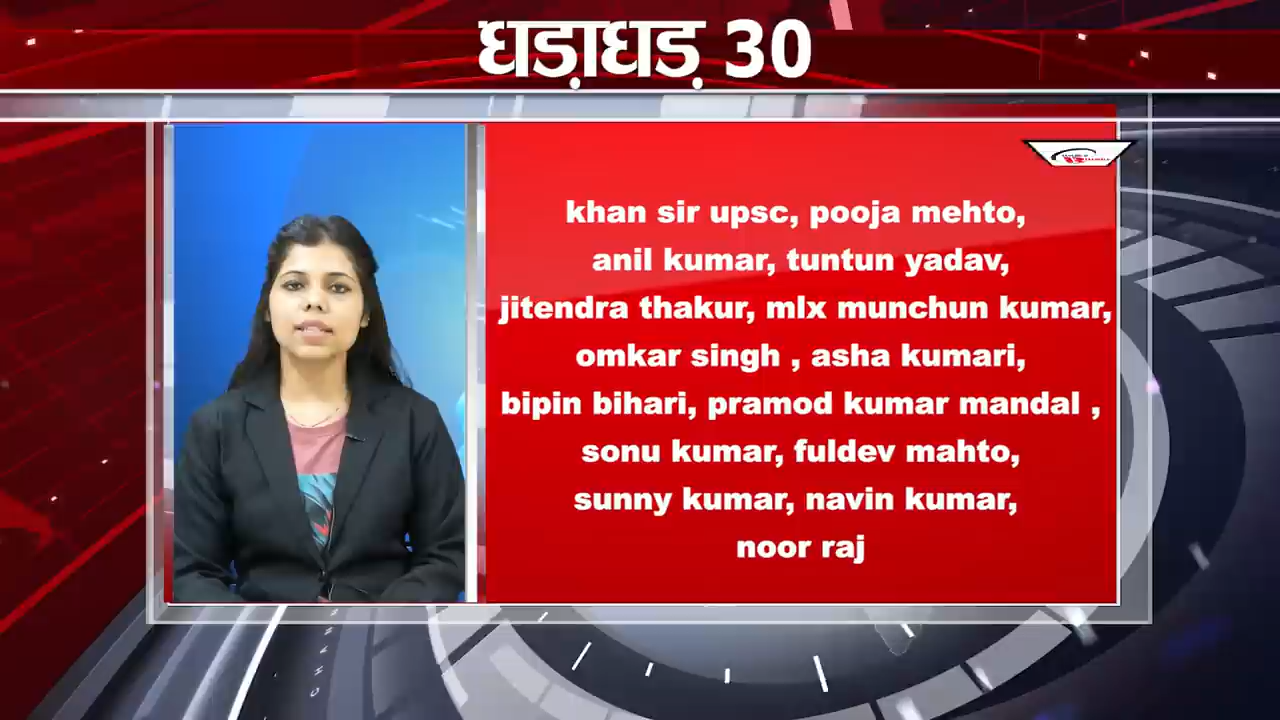 धड़ाधड़ 30
khan sir upsc, pooja mehto,
anil kumar, tuntun yadav,
jitendra thakur, mlx munchun kumar,
omkar singh , asha kumari,
bipin bihari, pramod kumar mandal ,
sonu kumar, fuldev mahto,
sunny kumar, navin kumar,
noor raj